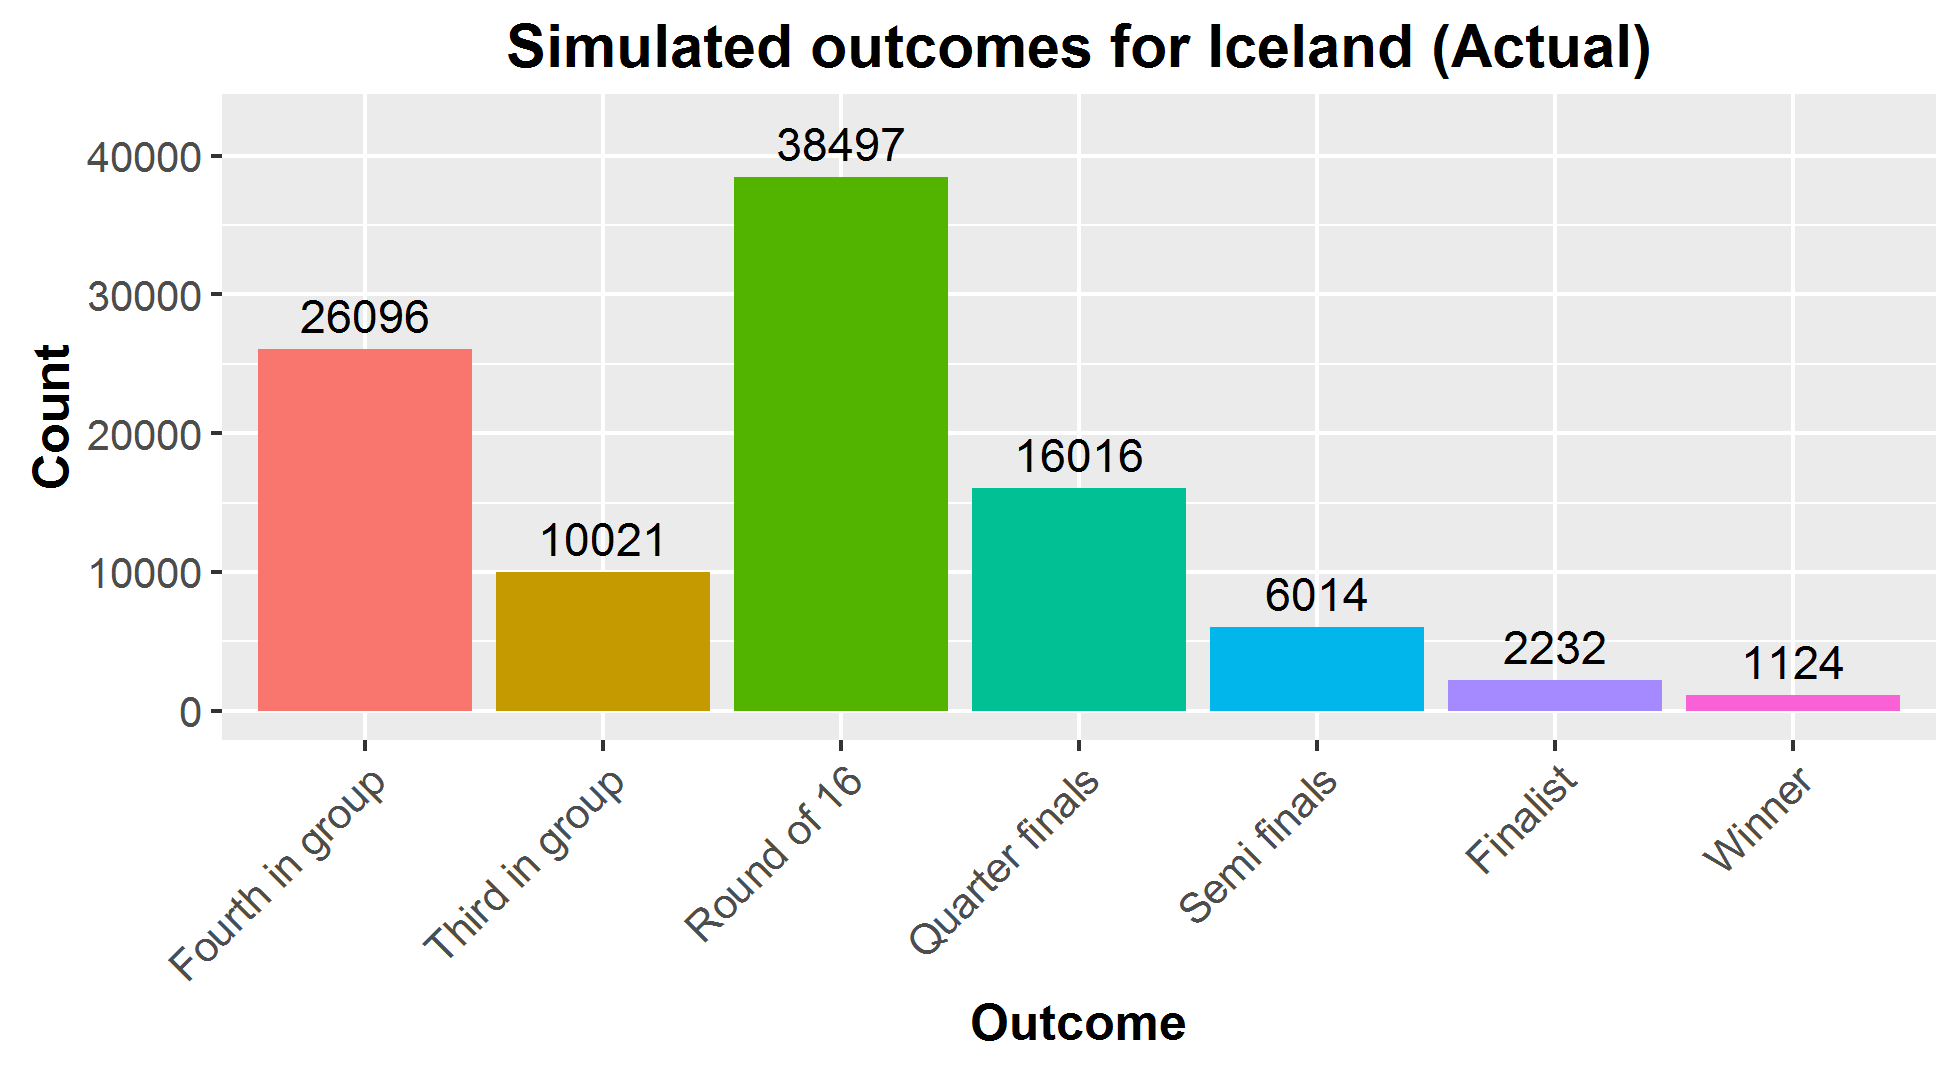 Simulated outcomes for Iceland (Actual)
Count
40000
30000
20000
10000
0
26096
10021
38497
16016
6014
2232
1124
Fourth in group
Third in group
Round of 16
Quarter finals
Semi finals
Finalist
Winner
Outcome